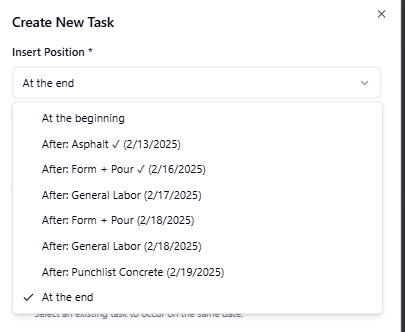 Create New Task
Insert Position *
At the end
At the beginning
After: Asphalt ✓ (2/13/2025)
After: Form + Pour ✓ (2/16/2025)
After: General Labor (2/17/2025)
After: Form + Pour (2/18/2025)
After: General Labor (2/18/2025)
After: Punchlist Concrete (2/19/2025)
✓ At the end
Select an existing task to occur on the same date.